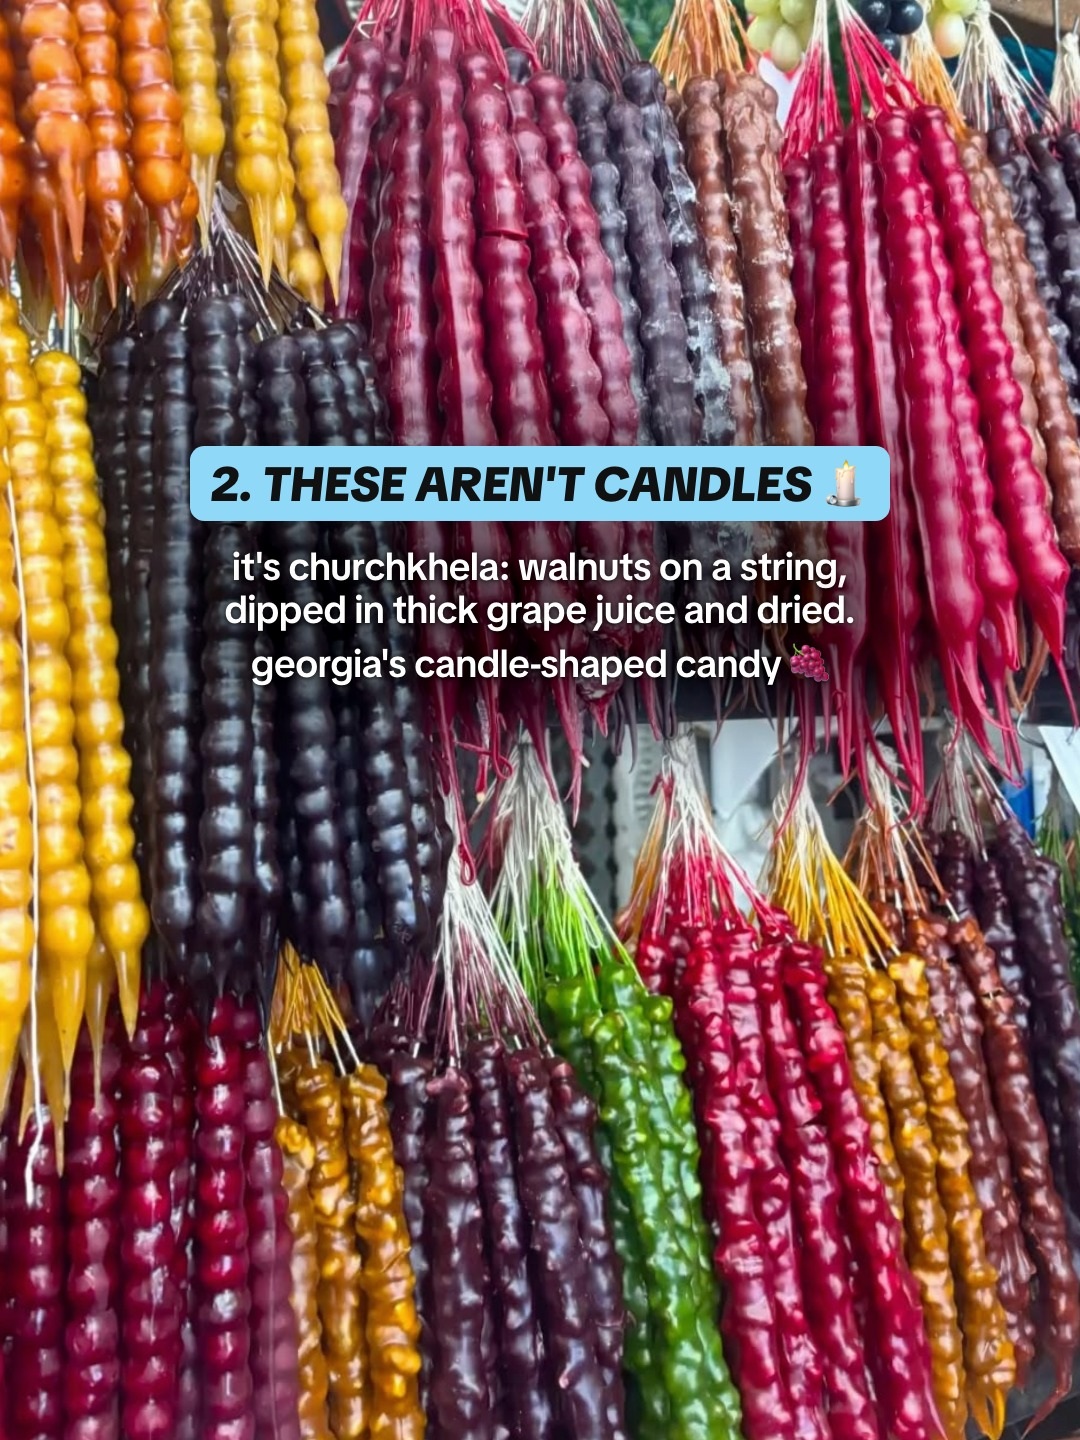 2. THESE AREN'T CANDLES 🕯️
it's churchkhela: walnuts on a string,
dipped in thick grape juice and dried.
georgia's candle-shaped candy 🍇